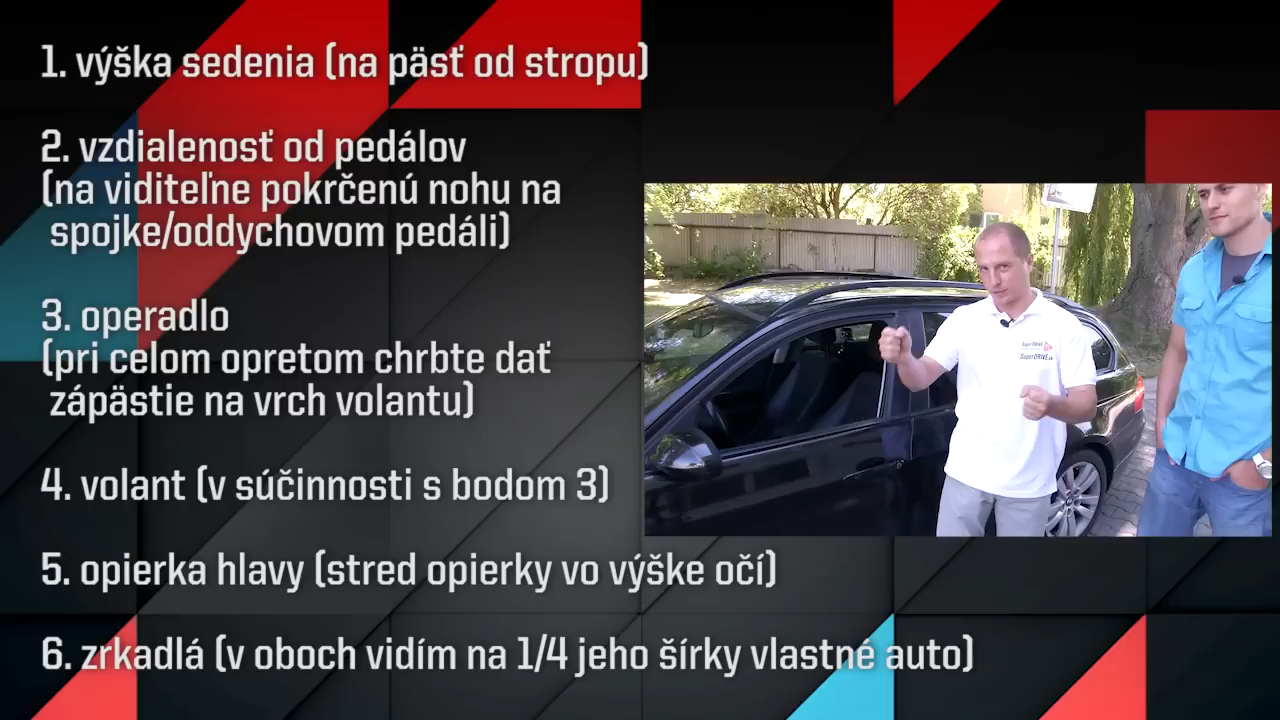 1. výška sedenia (na päsť od stropu)
2. vzdialenosť od pedálov
(na viditeľne pokrčenú nohu na
spojke/oddychovom pedáli)
3. operadlo
(pri celom opretom chrbte dať
zápästie na vrch volantu)
4. volant (v súčinnosti s bodom 3)
5. opierka hlavy (stred opierky vo výške očí)
6. zrkadlá (v oboch vidím na 1/4 jeho šírky vlastné auto)
SuperDRIVE